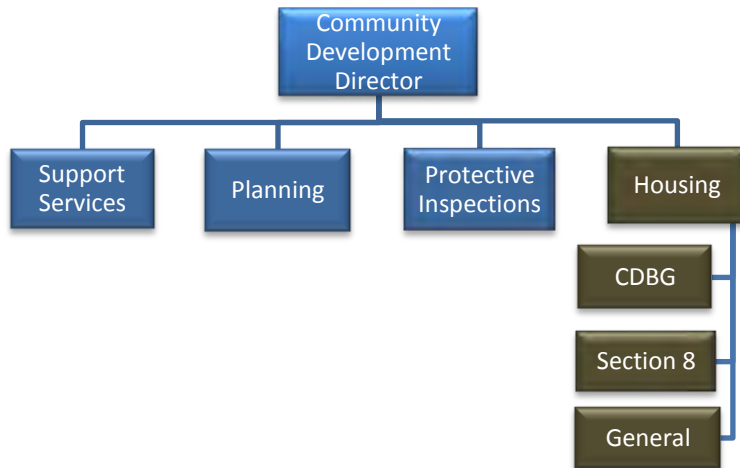 Community
Development
Director
Support
Services
Planning
Protective
Inspections
Housing
CDBG
Section 8
General